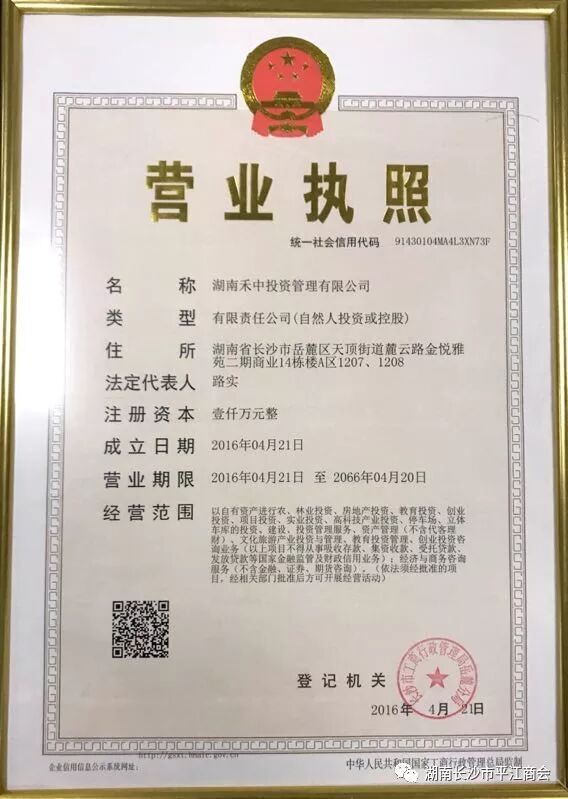 营业执照
统一社会信用代码 91430104MA4L3XN73F
名称 湖南禾中投资管理有限公司
类型 有限责任公司(自然人投资或控股)
住所 湖南省长沙市岳麓区天顶街道麓云路金悦雅
苑二期商业14栋楼A区1207、1208
法定代表人 路实
注册资本 壹仟万元整
成立日期 2016年04月21日
营业期限 2016年04月21日 至 2066年04月20日
经营范围 以自有资产进行农、林业投资、房地产投资、教育投资、创业
投资、项目投资、实业投资、高科技产业投资、停车场、立体
车库的投资、建设、投资管理服务、资产管理（不含代客理
财）、文化旅游产业投资与管理、教育投资管理、创业投资咨
询业务（以上项目不得从事吸收存款、集资收款、受托贷款、
发放贷款等国家金融监管及财政信用业务）；经济与商务咨询
服务（不含金融、证券、期货咨询）。（依法须经批准的项
目，经相关部门批准后方可开展经营活动）
长沙市工商行政管理局岳麓分局
登记机关
2016年 4月 21日
http://gsxt.hnaic.gov.cn
企业信用信息公示系统网址：
中华人民共和国国家工商行政管理总局监制
湖南长沙市平江商会